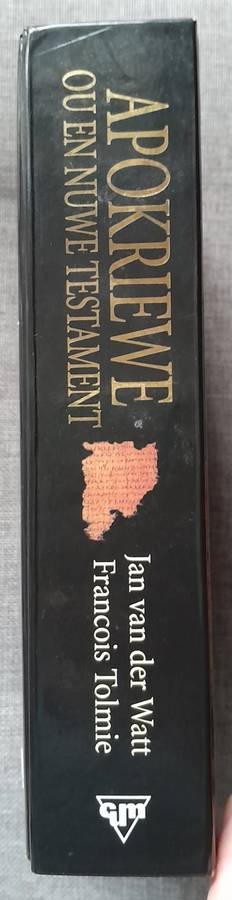 APOKRIEWE
OU EN NUWE TESTAMENT
Jan van der Watt
Francois Tolmie
cum